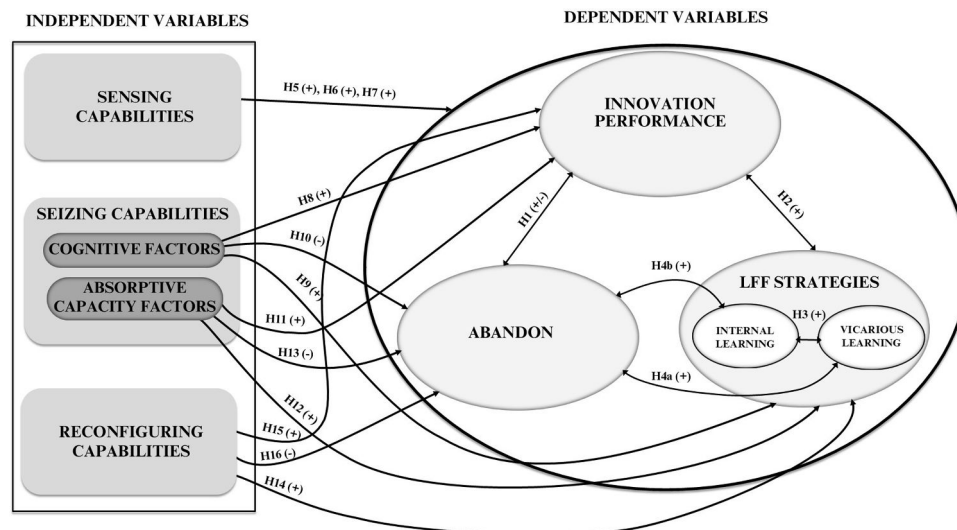 INDEPENDENT VARIABLES
DEPENDENT VARIABLES
SENSING
CAPABILITIES
H5 (+), H6 (+), H7 (+)
INNOVATION
PERFORMANCE
SEIZING CAPABILITIES
COGNITIVE FACTORS
ABSORPTIVE
CAPACITY FACTORS
H8 (+)
H10 (-)
H9 (+)
H11 (+)
H13 (-)
H1 (+/-)
H2 (+)
ABANDON
H4b (+)
LFF STRATEGIES
INTERNAL
LEARNING
H3 (+)
VICARIOUS
LEARNING
H4a (+)
RECONFIGURING
CAPABILITIES
H12 (+)
H15 (+)
H16 (-)
H14 (+)